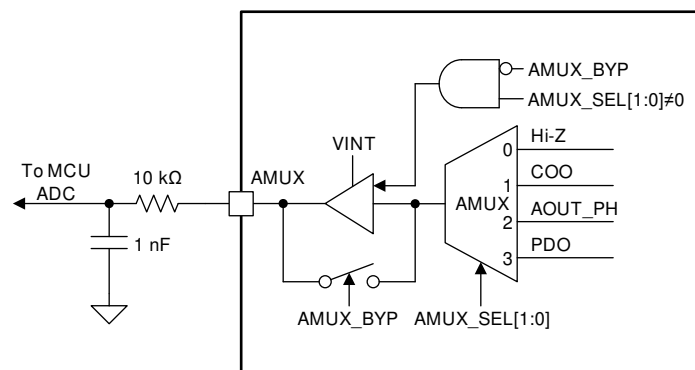 AMUX_BYP
AMUX_SEL[1:0]≠0
VINT
Hi-Z
0
To MCU
ADC
10 kΩ
AMUX
COO
1
AMUX
AOUT_PH
2
1 nF
PDO
3
AMUX_BYP
AMUX_SEL[1:0]